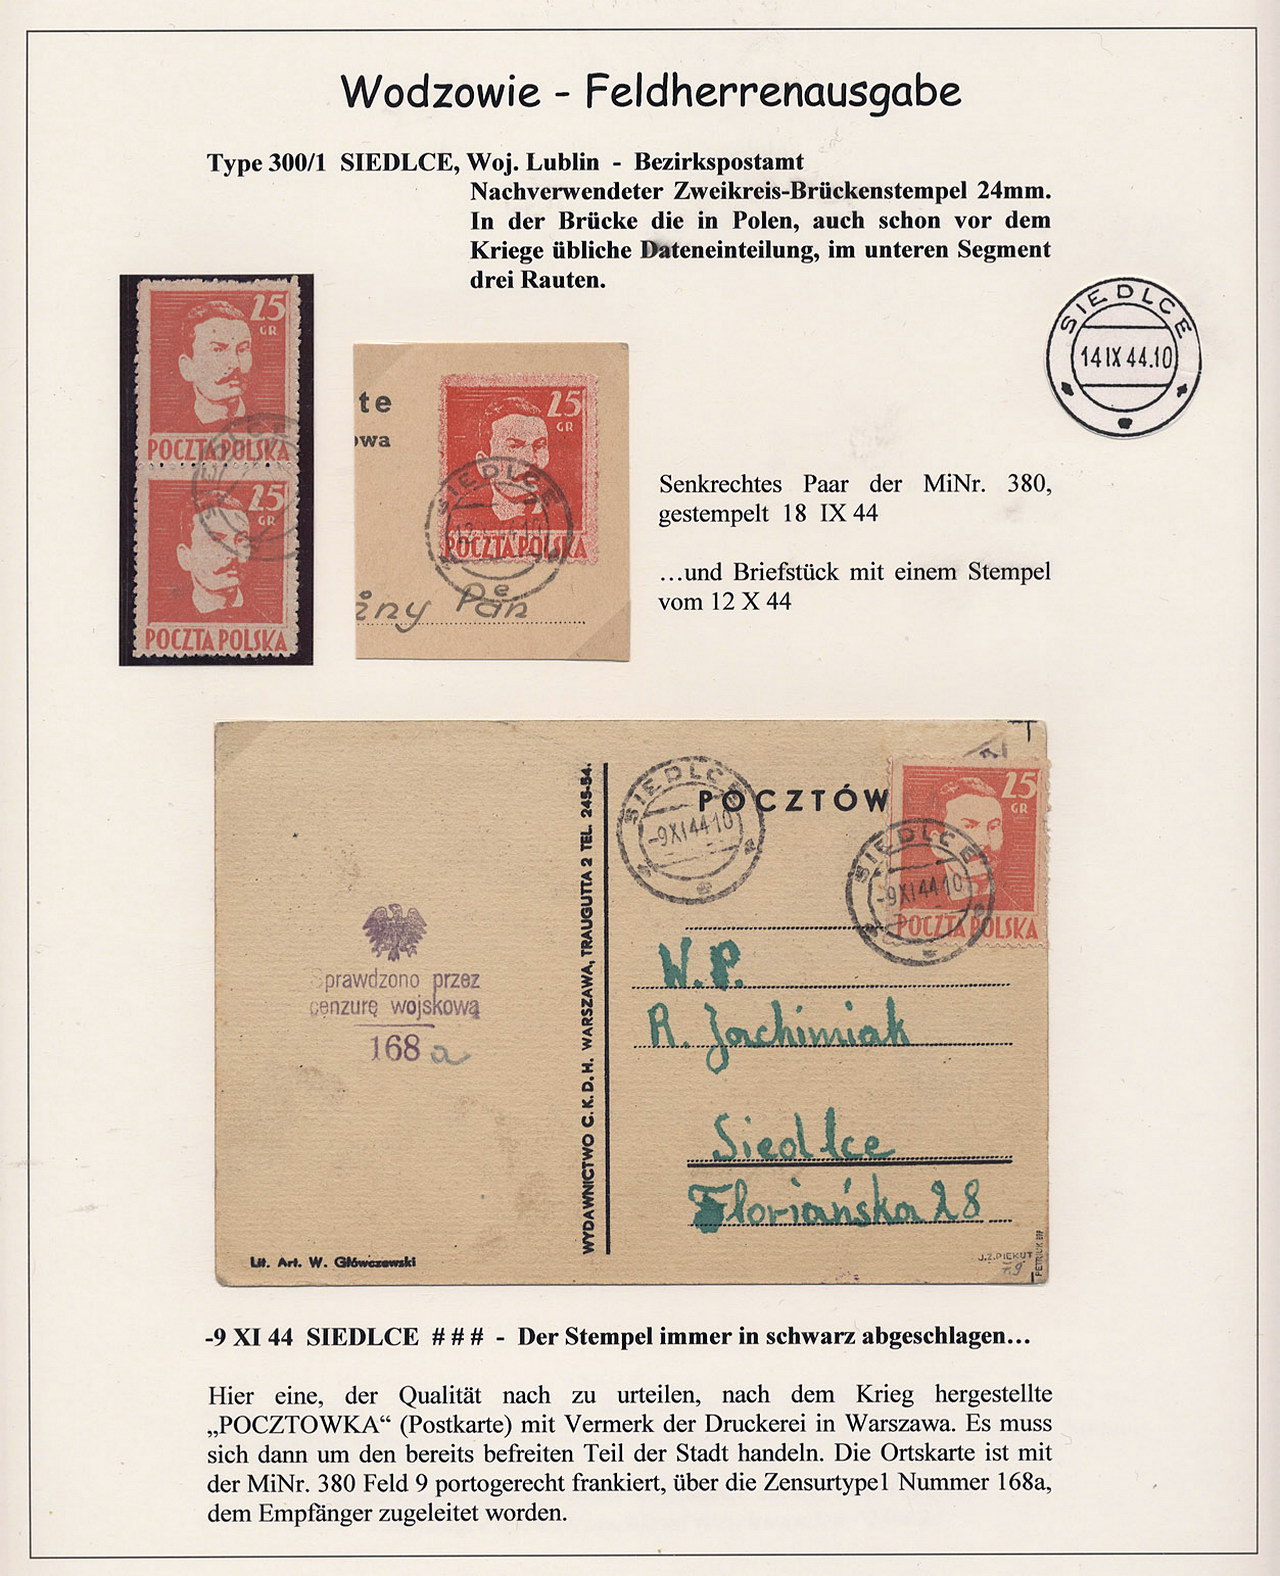 Wodzowie - Feldherrenausgabe
Type 300/1 SIEDLCE, Woj. Lublin - Bezirkspostamt
Nachverwendeter Zweikreis-Brückenstempel 24mm.
In der Brücke die in Polen, auch schon vor dem
Kriege übliche Dateneinteilung, im unteren Segment
drei Rauten.
SIEDLCE
14 IX 44.10
25
GR
POCZTA POLSKA
25
GR
POCZTA POLSKA
te
owa
25
GR
POCZTA POLSKA
SIEDLCE
Pan
Senkrechtes Paar der MiNr. 380,
gestempelt 18 IX 44
…und Briefstück mit einem Stempel
vom 12 X 44
SIEDLCE
-9 XI 44 10
POCZTÓW
25
GR
POCZTA POLSKA
SIEDLCE
-9 XI 44 10
Sprawdzono przez
cenzurę wojskową
168 a
WYDAWNICTWO C. K. D. H. WARSZAWA, TRAUGUTTA 2 TEL. 245-54.
W. P.
R. Jachimiak
Siedlce
Floriańska 28
Lit. Art. W. Główczewski
J.Z. PIEKUT
-9 XI 44 SIEDLCE # # # - Der Stempel immer in schwarz abgeschlagen…
Hier eine, der Qualität nach zu urteilen, nach dem Krieg hergestellte
„POCZTOWKA“ (Postkarte) mit Vermerk der Druckerei in Warszawa. Es muss
sich dann um den bereits befreiten Teil der Stadt handeln. Die Ortskarte ist mit
der MiNr. 380 Feld 9 portogerecht frankiert, über die Zensurtype1 Nummer 168a,
dem Empfänger zugeleitet worden.